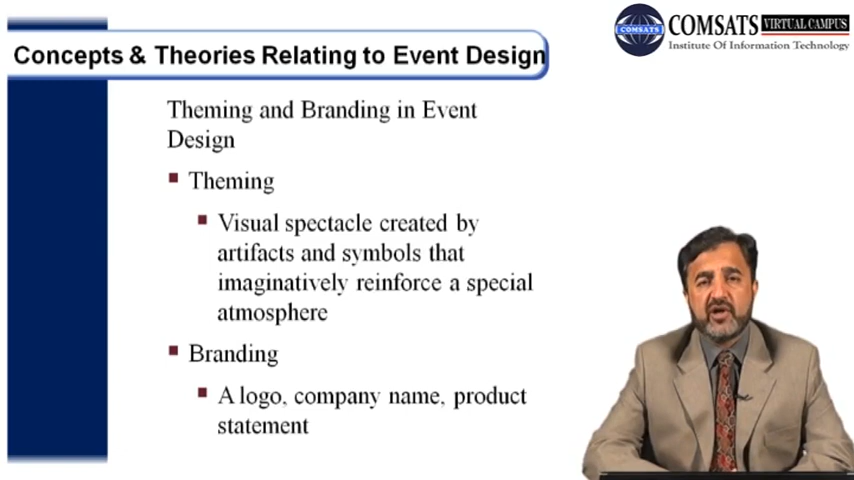 COMSATS VIRTUAL CAMPUS
COMSATS
Institute Of Information Technology
Concepts & Theories Relating to Event Design
Theming and Branding in Event
Design
Theming
Visual spectacle created by
artifacts and symbols that
imaginatively reinforce a special
atmosphere
Branding
A logo, company name, product
statement